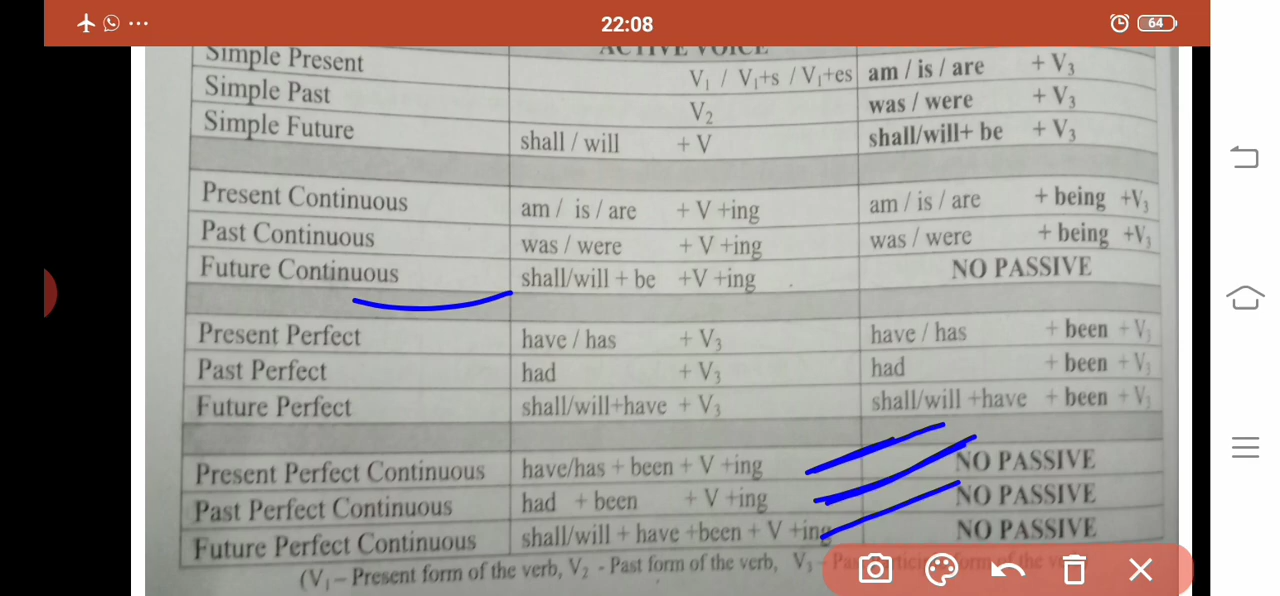 22:08
64
ACTIVE VOICE
Simple Present V₁ / V₁+s / V₁+es am / is / are + V₃
Simple Past V₂ was / were + V₃
Simple Future shall / will + V shall/will+ be + V₃
Present Continuous am / is / are + V +ing am / is / are + being +V₃
Past Continuous was / were + V +ing was / were + being +V₃
Future Continuous shall/will + be +V +ing NO PASSIVE
Present Perfect have / has + V₃ have / has + been + V₃
Past Perfect had + V₃ had + been + V₃
Future Perfect shall/will+have + V₃ shall/will +have + been + V₃
Present Perfect Continuous have/has + been + V +ing NO PASSIVE
Past Perfect Continuous had + been + V +ing NO PASSIVE
Future Perfect Continuous shall/will + have +been + V +ing NO PASSIVE
(V₁ – Present form of the verb, V₂ - Past form of the verb, V₃ – form of the